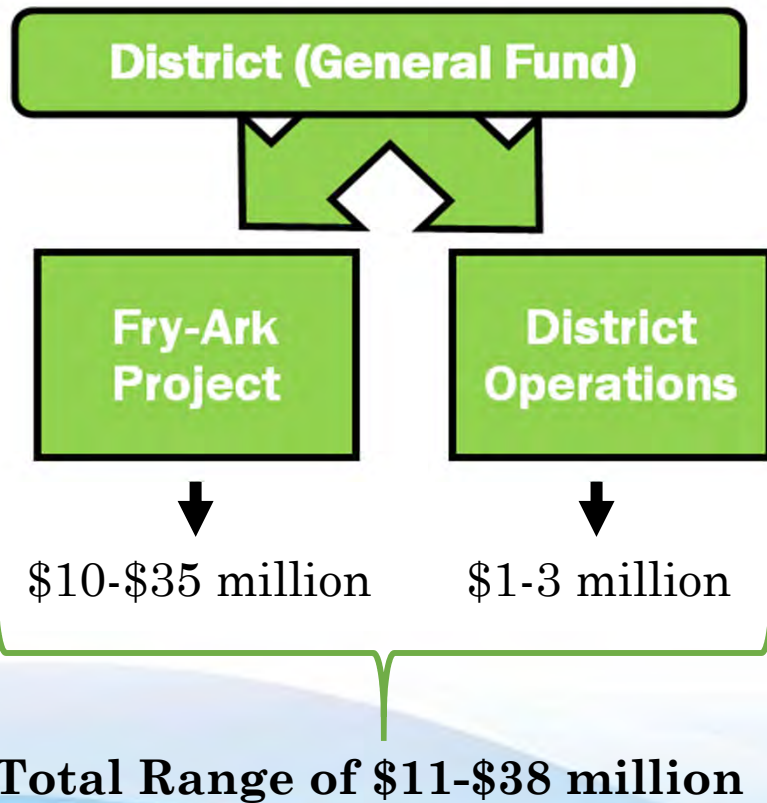 District (General Fund)
Fry-Ark
Project
District
Operations
$10-$35 million
$1-3 million
Total Range of $11-$38 million